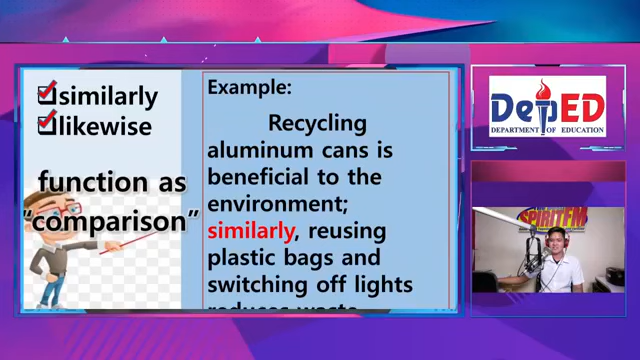 similarly
likewise
function as
“comparison”
Example:
Recycling
aluminum cans is
beneficial to the
environment;
similarly, reusing
plastic bags and
switching off lights
reduces waste
DepED
DEPARTMENT OF EDUCATION
SPIRITFM